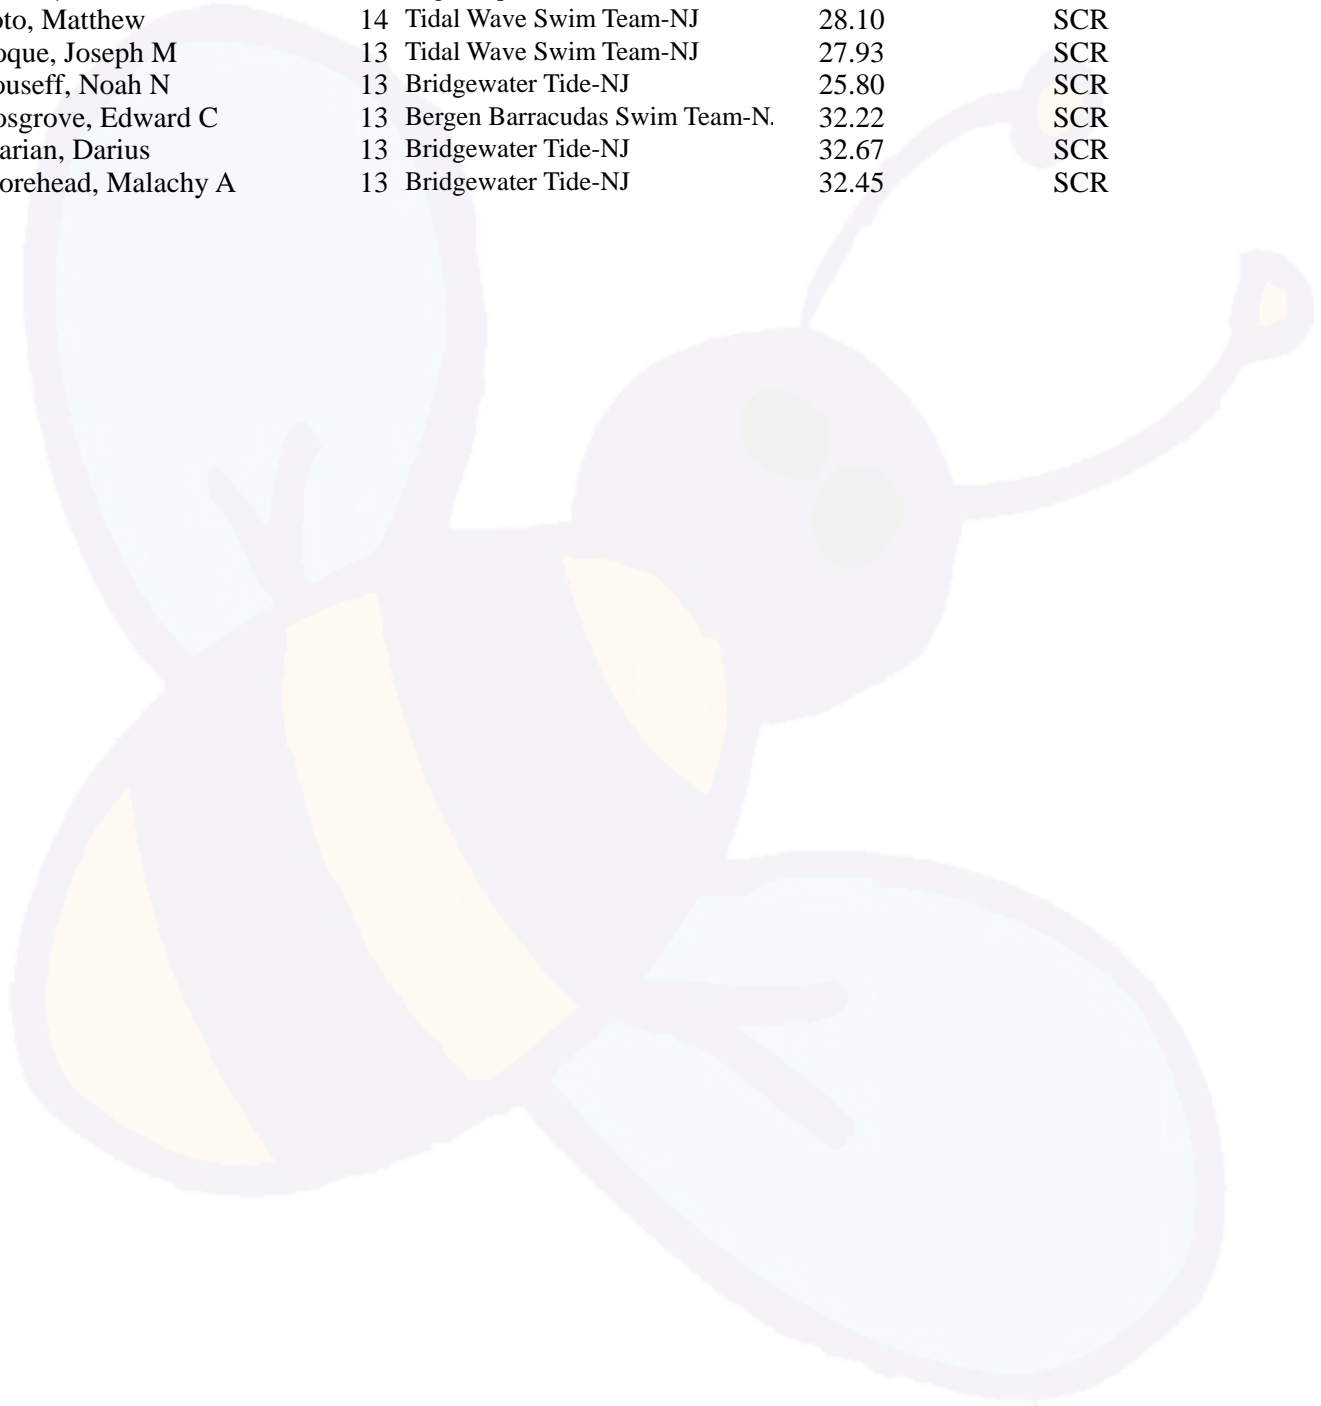 oto, Matthew 14 Tidal Wave Swim Team-NJ 28.10 SCR
oque, Joseph M 13 Tidal Wave Swim Team-NJ 27.93 SCR
ouseff, Noah N 13 Bridgewater Tide-NJ 25.80 SCR
osgrove, Edward C 13 Bergen Barracudas Swim Team-N. 32.22 SCR
arian, Darius 13 Bridgewater Tide-NJ 32.67 SCR
orehead, Malachy A 13 Bridgewater Tide-NJ 32.45 SCR